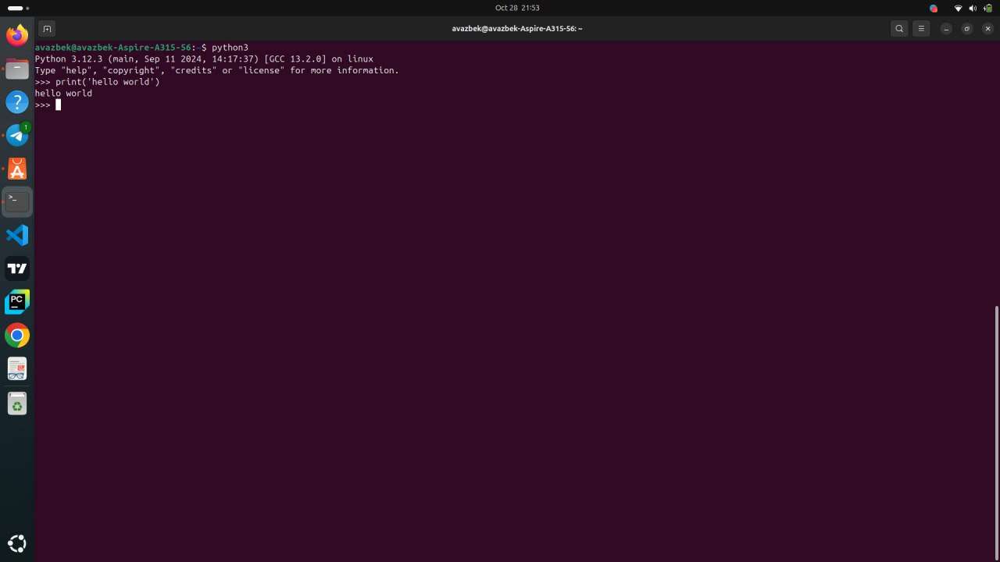 Oct 28 21:53
avazbek@avazbek-Aspire-A315-56: ~
avazbek@avazbek-Aspire-A315-56:~$ python3
Python 3.12.3 (main, Sep 11 2024, 14:17:37) [GCC 13.2.0] on linux
Type "help", "copyright", "credits" or "license" for more information.
>>> print('hello world')
hello world
>>>
1
>_
PC